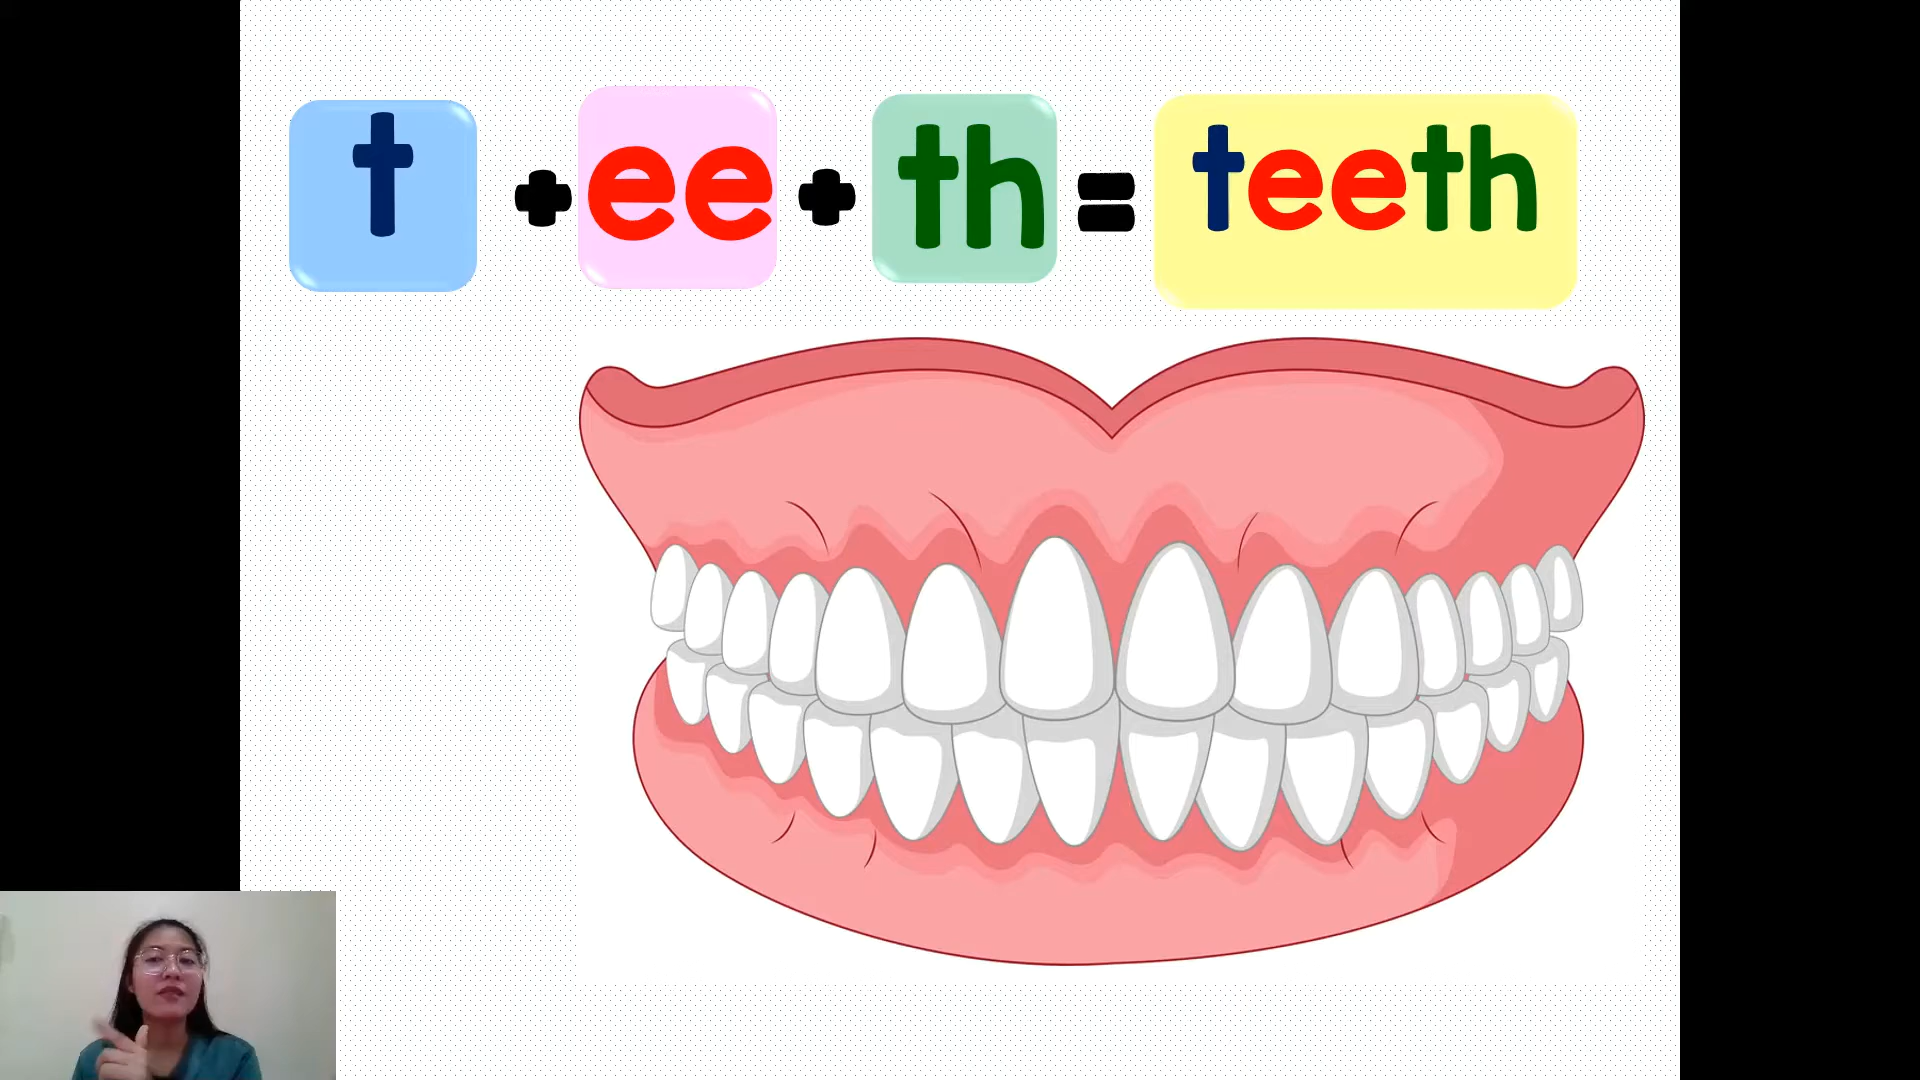 t + ee + th = teeth